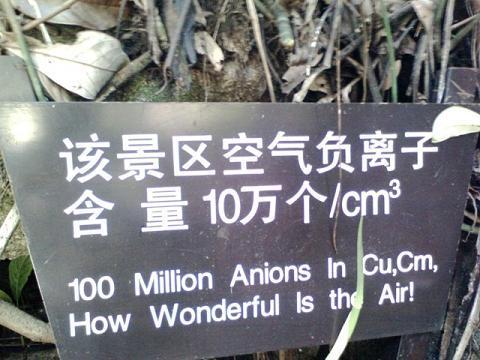 该景区空气负离子
含量10万个/cm³
100 Million Anions In Cu,Cm,
How Wonderful Is the Air!